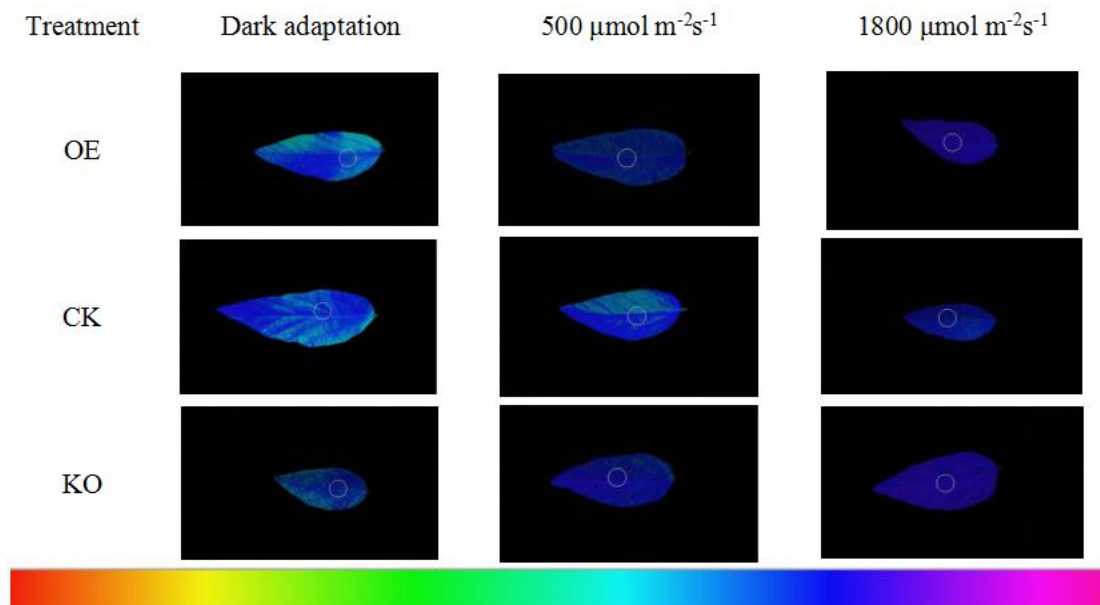 Treatment Dark adaptation 500 μmol m⁻²s⁻¹ 1800 μmol m⁻²s⁻¹
OE
CK
KO